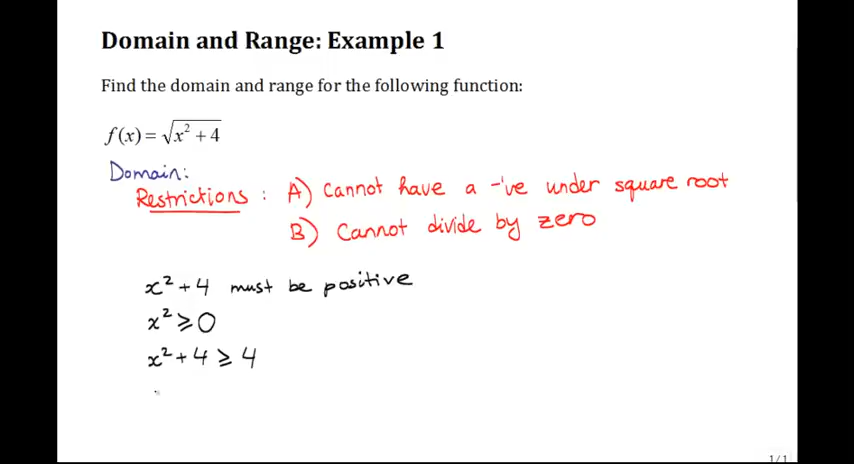 Domain and Range: Example 1
Find the domain and range for the following function:
f(x) = √x² + 4
Domain:
Restrictions : A) Cannot have a -'ve under square root
B) Cannot divide by zero
x² + 4 must be positive
x² ⩾ 0
x² + 4 ⩾ 4
1/1